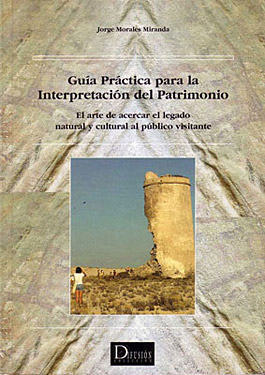 Jorge Morales Miranda
Guía Práctica para la
Interpretación del Patrimonio
El arte de acercar el legado
natural y cultural al público visitante
DIFUSIÓN
COLECCIÓN